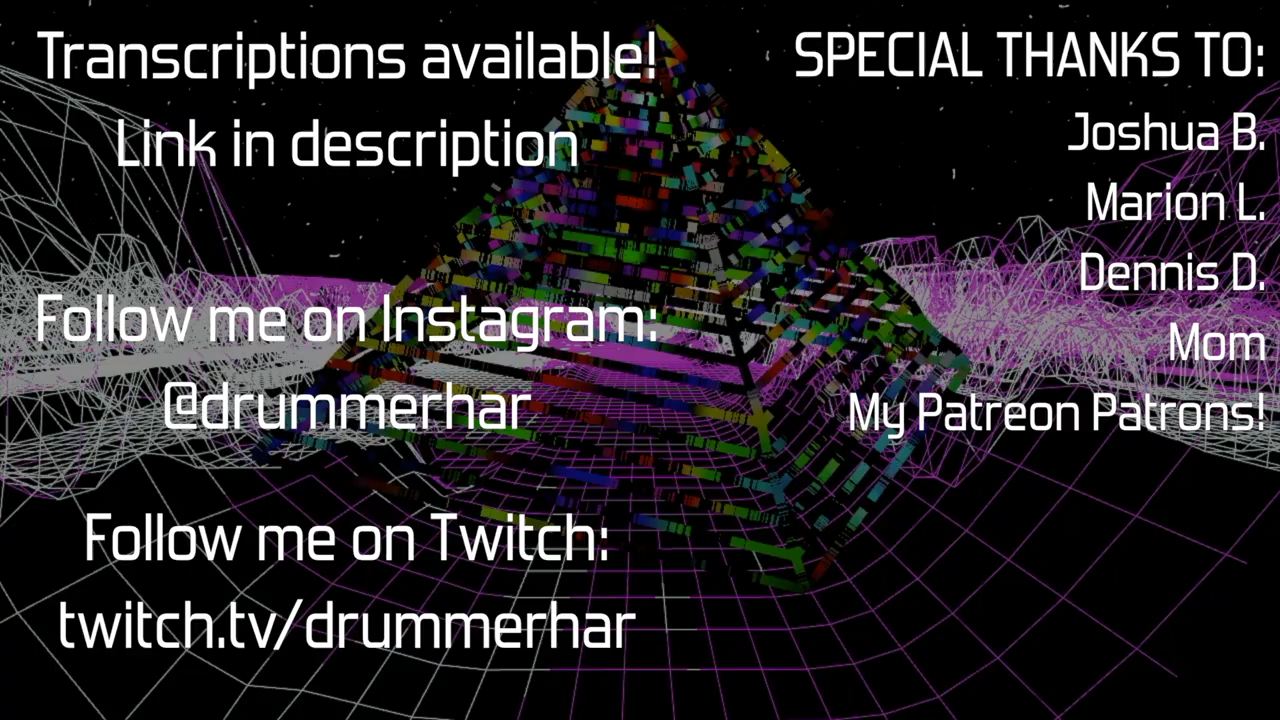 Transcriptions available!
Link in description
Follow me on Instagram:
@drummerhar
Follow me on Twitch:
twitch.tv/drummerhar
SPECIAL THANKS TO:
Joshua B.
Marion L.
Dennis D.
Mom
My Patreon Patrons!